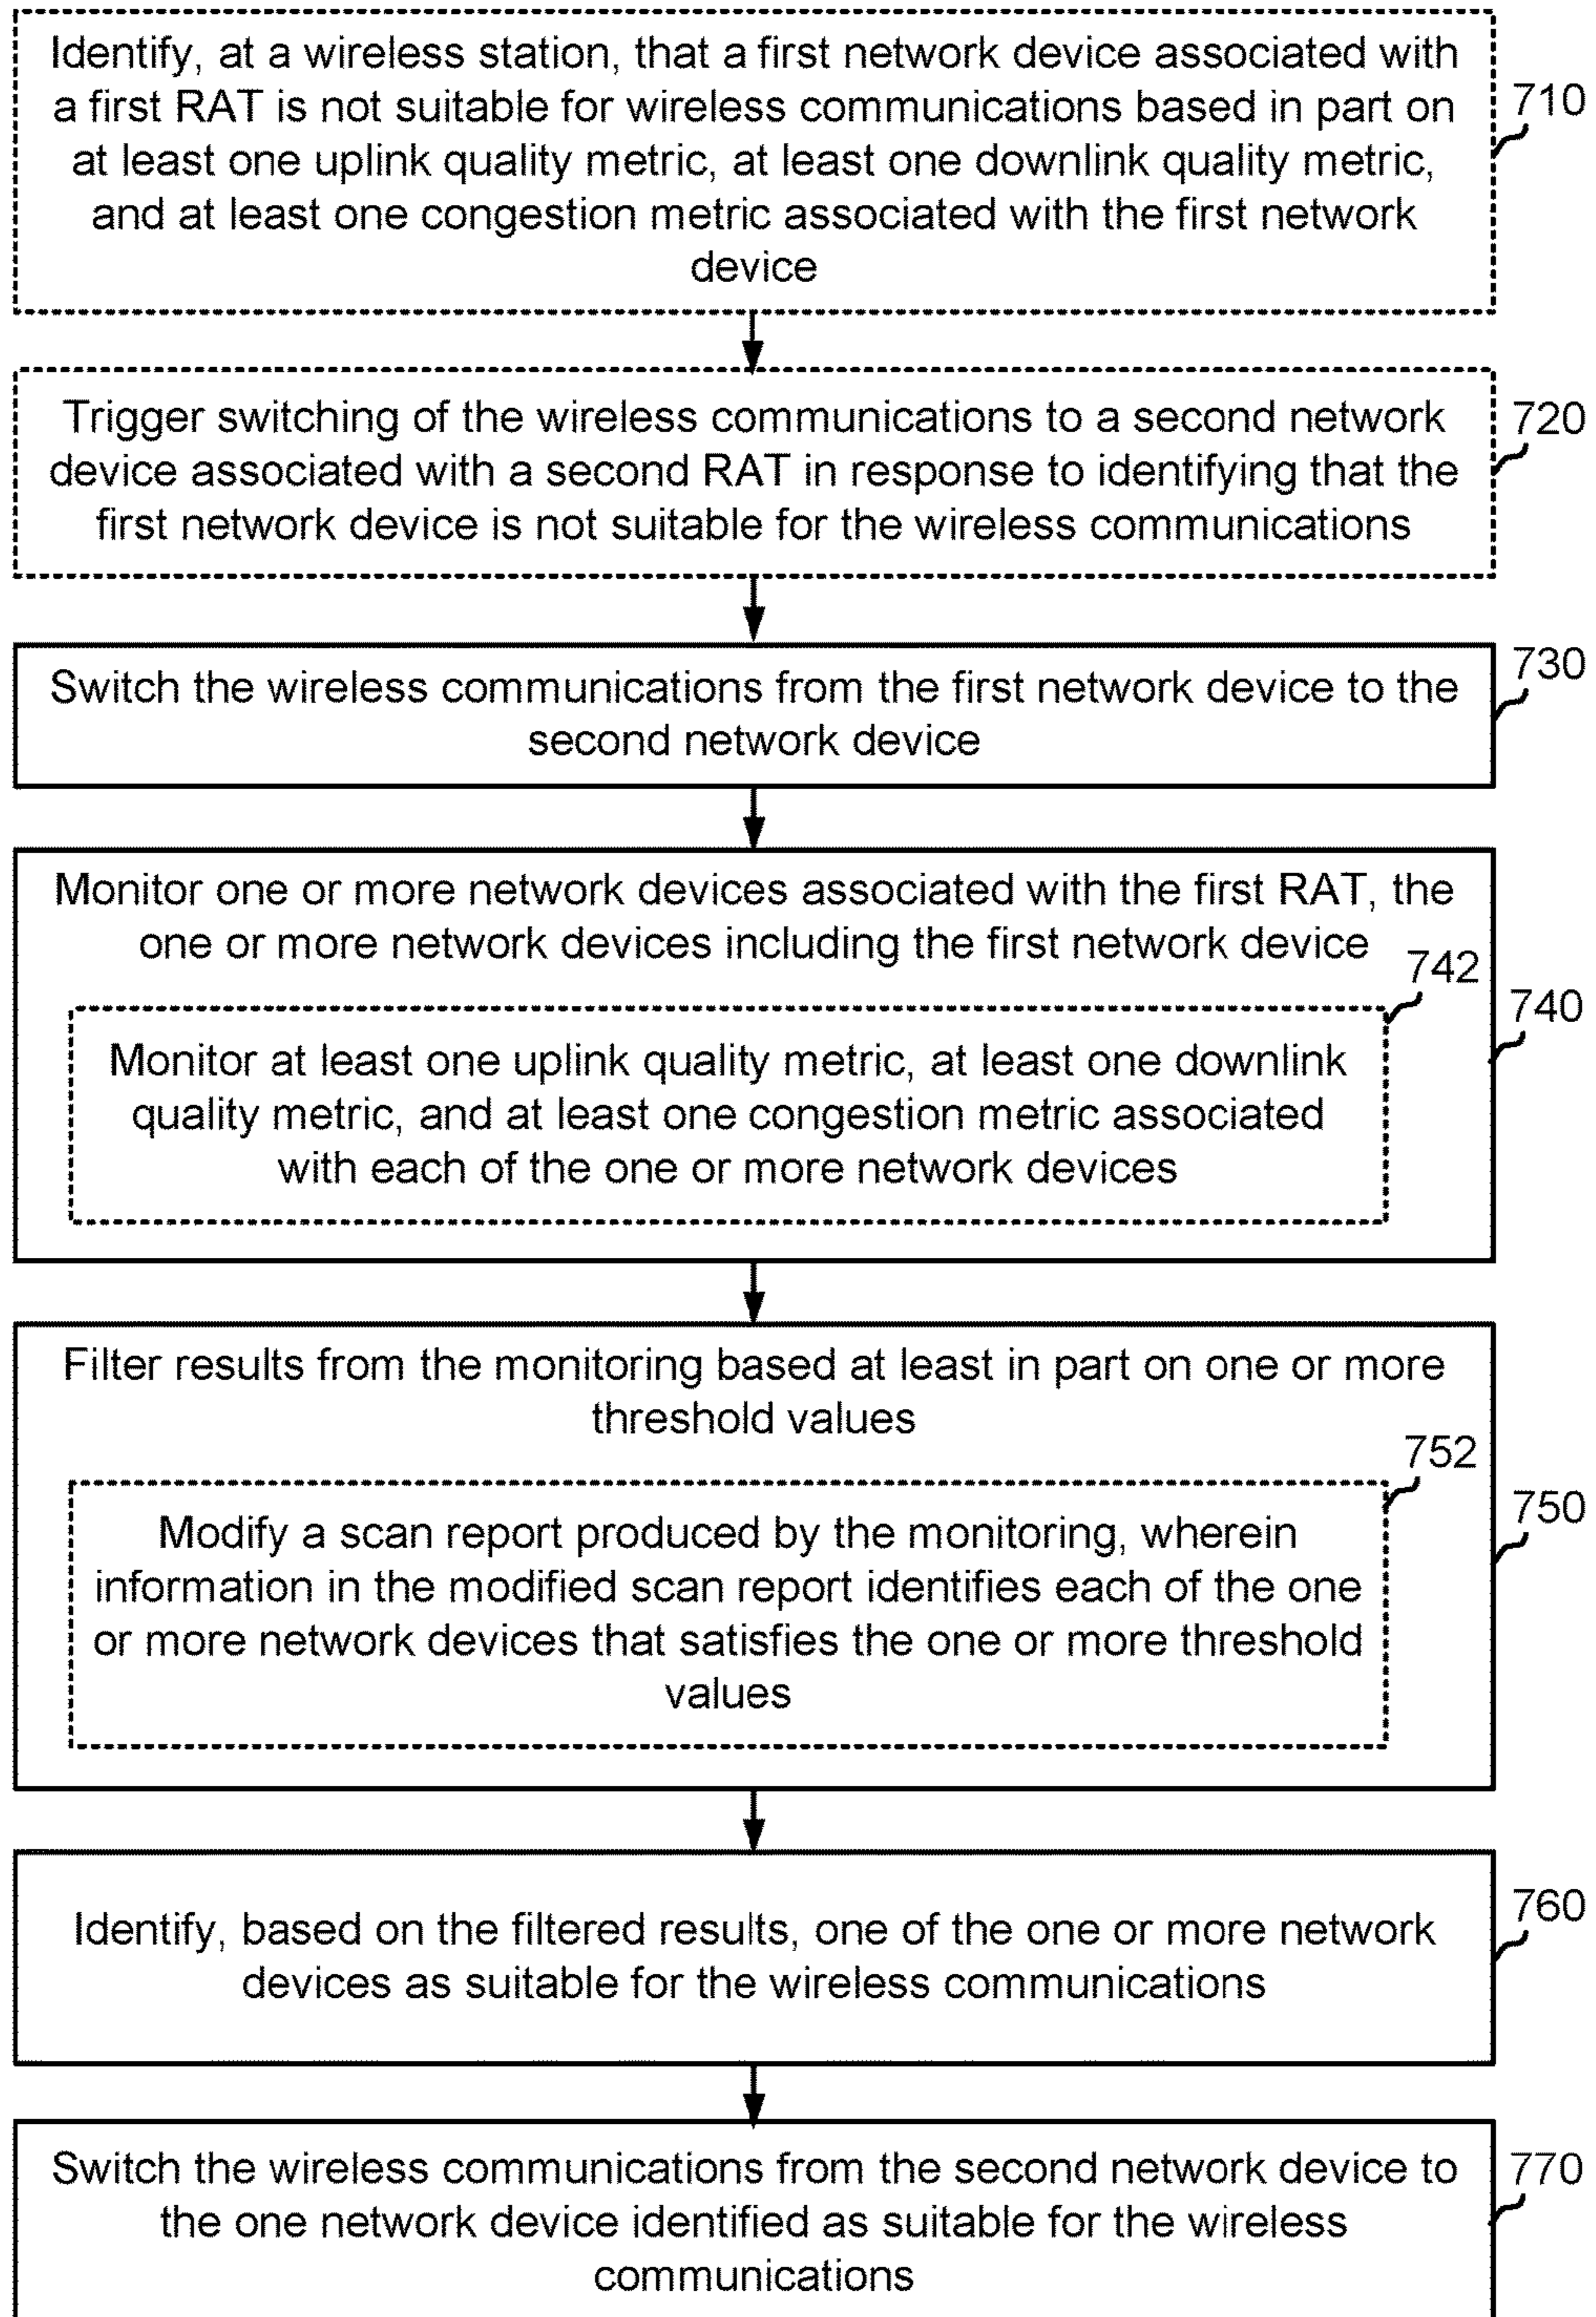 Identify, at a wireless station, that a first network device associated with
a first RAT is not suitable for wireless communications based in part on
at least one uplink quality metric, at least one downlink quality metric,
and at least one congestion metric associated with the first network
device
710
Trigger switching of the wireless communications to a second network
device associated with a second RAT in response to identifying that the
first network device is not suitable for the wireless communications
720
Switch the wireless communications from the first network device to the
second network device
730
Monitor one or more network devices associated with the first RAT, the
one or more network devices including the first network device
740
742
Monitor at least one uplink quality metric, at least one downlink
quality metric, and at least one congestion metric associated
with each of the one or more network devices
Filter results from the monitoring based at least in part on one or more
threshold values
750
752
Modify a scan report produced by the monitoring, wherein
information in the modified scan report identifies each of the one
or more network devices that satisfies the one or more threshold
values
Identify, based on the filtered results, one of the one or more network
devices as suitable for the wireless communications
760
Switch the wireless communications from the second network device to
the one network device identified as suitable for the wireless
communications
770